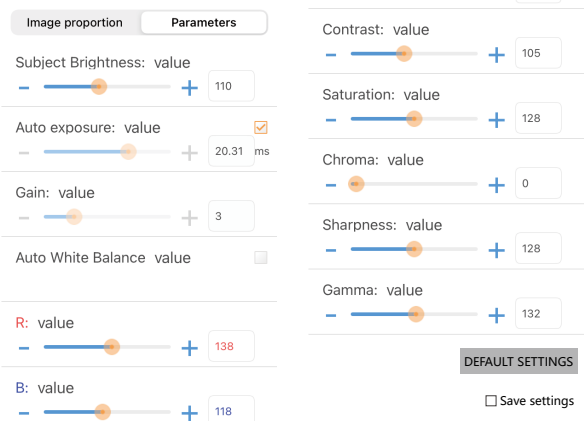 Image proportion
Parameters
Subject Brightness: value
110
Auto exposure: value
20.31 ms
Gain: value
3
Auto White Balance value
R: value
138
B: value
118
Contrast: value
105
Saturation: value
128
Chroma: value
0
Sharpness: value
128
Gamma: value
132
DEFAULT SETTINGS
Save settings